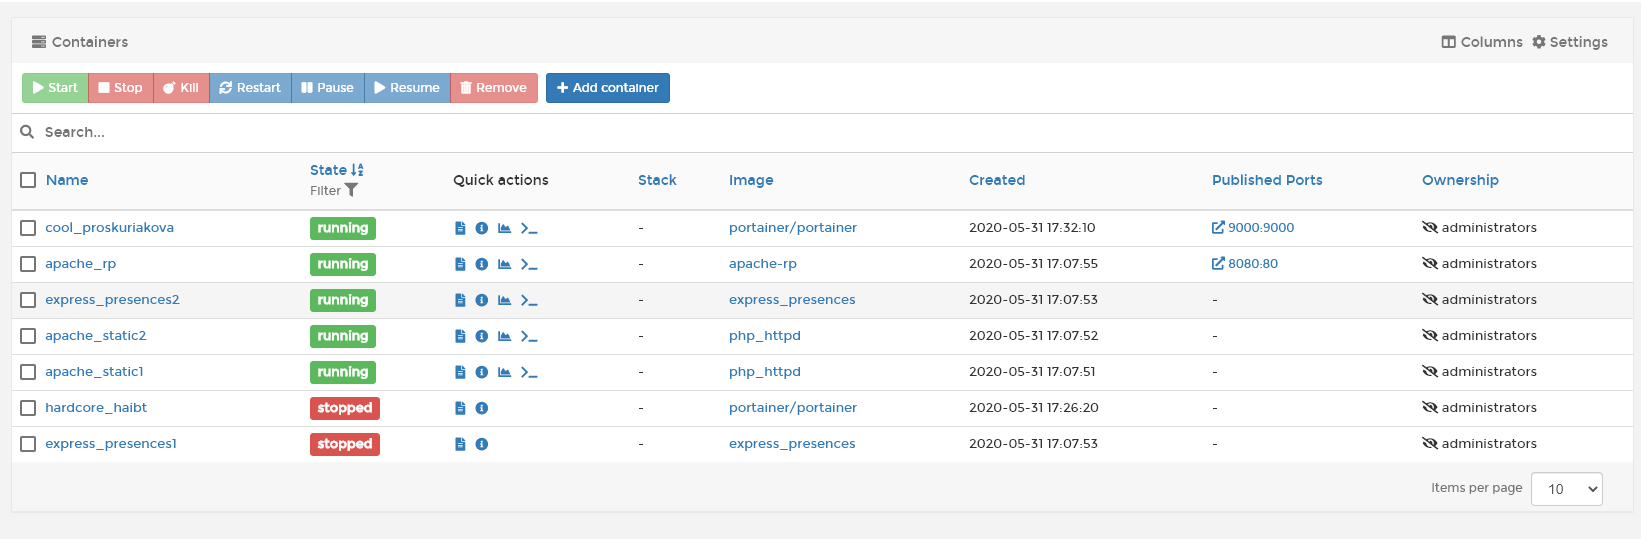 Containers Columns Settings
Start Stop Kill Restart Pause Resume Remove Add container
Search...
Name State Filter Quick actions Stack Image Created Published Ports Ownership
cool_proskuriakova running - portainer/portainer 2020-05-31 17:32:10 9000:9000 administrators
apache_rp running - apache-rp 2020-05-31 17:07:55 8080:80 administrators
express_presences2 running - express_presences 2020-05-31 17:07:53 - administrators
apache_static2 running - php_httpd 2020-05-31 17:07:52 - administrators
apache_static1 running - php_httpd 2020-05-31 17:07:51 - administrators
hardcore_haibt stopped - portainer/portainer 2020-05-31 17:26:20 - administrators
express_presences1 stopped - express_presences 2020-05-31 17:07:53 - administrators
Items per page 10